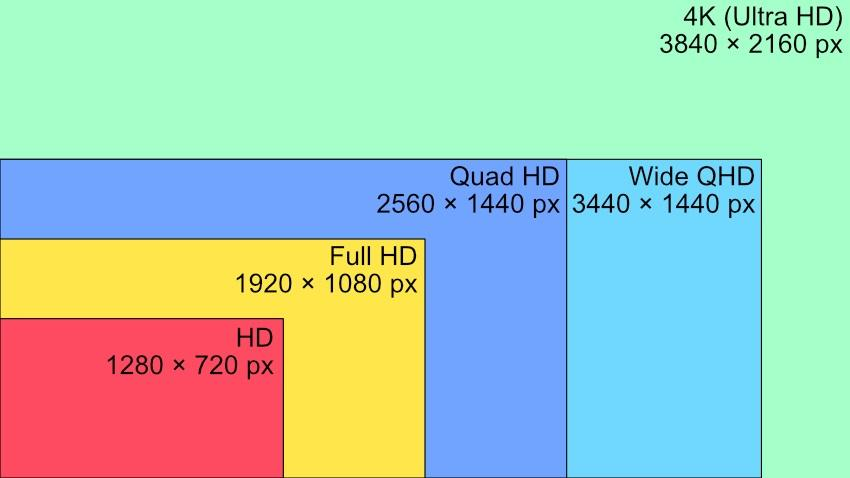 4K (Ultra HD)
3840 × 2160 px
Quad HD
2560 × 1440 px
Wide QHD
3440 × 1440 px
Full HD
1920 × 1080 px
HD
1280 × 720 px